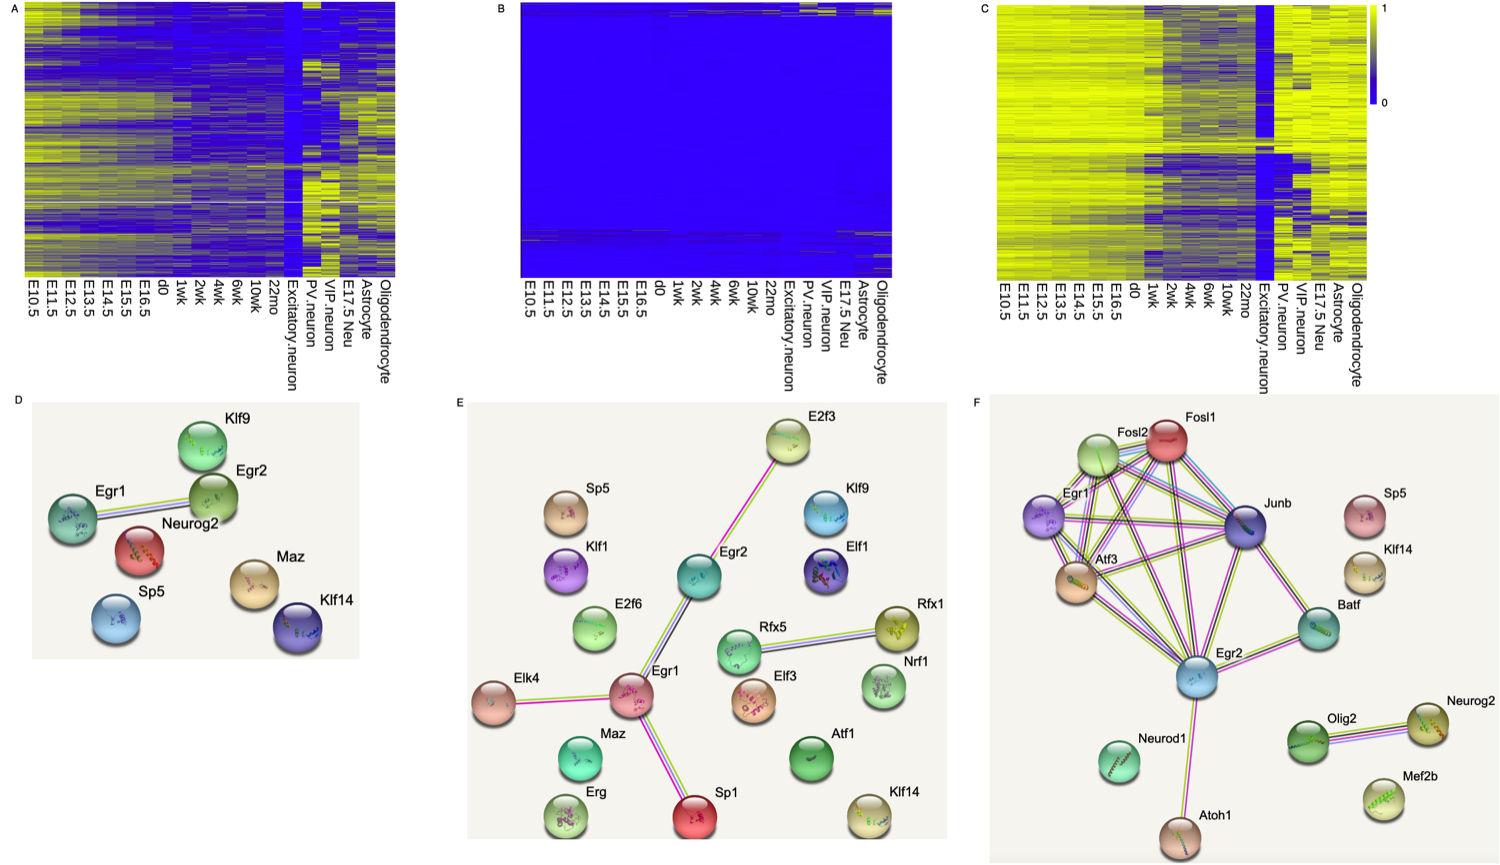 A
B
C
1
0
E10.5
E11.5
E12.5
E13.5
E14.5
E15.5
E16.5
d0
1wk
2wk
4wk
6wk
10wk
22mo
Excitatory.neuron
PV.neuron
VIP.neuron
E17.5 Neu
Astrocyte
Oligodendrocyte
E10.5
E11.5
E12.5
E13.5
E14.5
E15.5
E16.5
d0
1wk
2wk
4wk
6wk
10wk
22mo
Excitatory.neuron
PV.neuron
VIP.neuron
E17.5 Neu
Astrocyte
Oligodendrocyte
E10.5
E11.5
E12.5
E13.5
E14.5
E15.5
E16.5
d0
1wk
2wk
4wk
6wk
10wk
22mo
Excitatory.neuron
PV.neuron
VIP.neuron
E17.5 Neu
Astrocyte
Oligodendrocyte
D
Klf9
Egr2
Egr1
Neurog2
Maz
Sp5
Klf14
E
E2f3
Sp5
Klf9
Klf1
Egr2
Elf1
E2f6
Rfx1
Rfx5
Nrf1
Egr1
Elf3
Elk4
Maz
Atf1
Erg
Sp1
Klf14
F
Fosl1
Fosl2
Egr1
Junb
Sp5
Atf3
Klf14
Batf
Egr2
Neurog2
Olig2
Neurod1
Mef2b
Atoh1